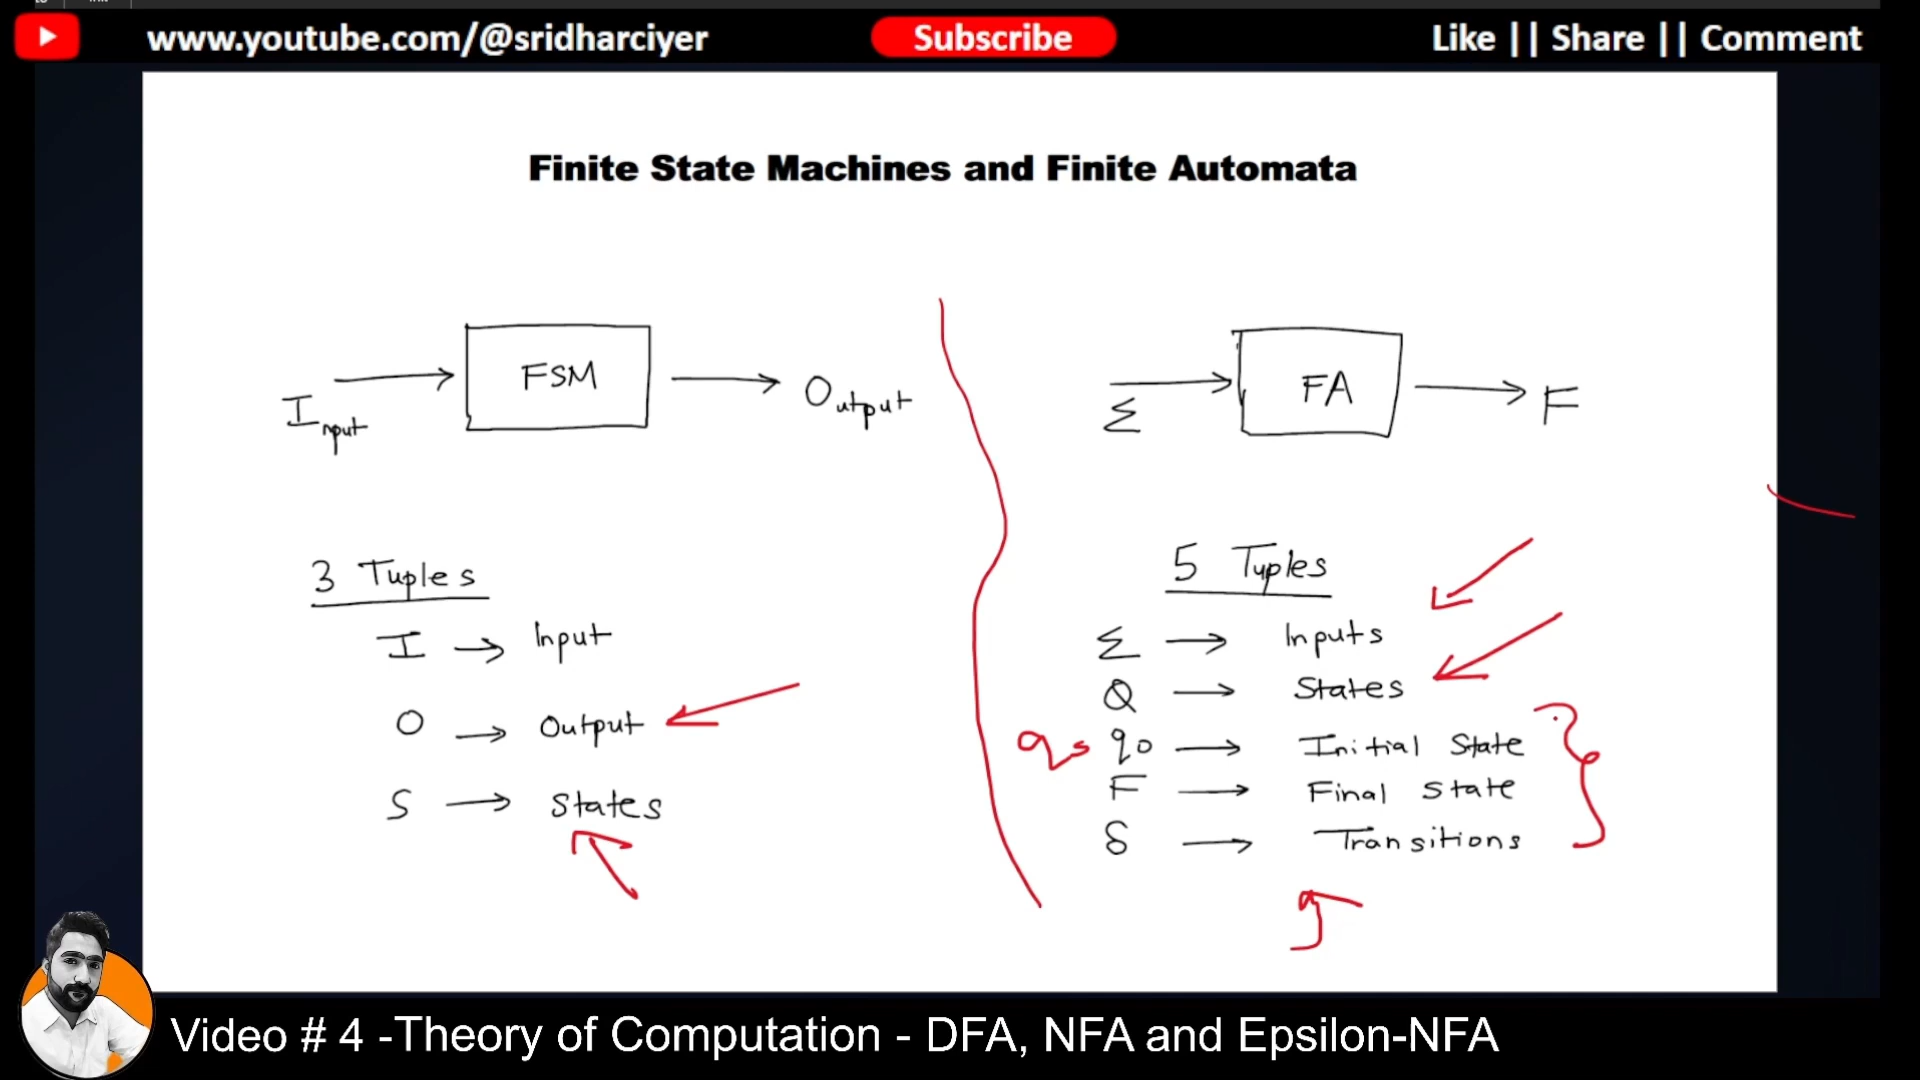 www.youtube.com/@sridharciyer Subscribe Like || Share || Comment
Finite State Machines and Finite Automata
Input → FSM → Output
Σ → FA → F
3 Tuples
I → Input
O → Output
S → States
5 Tuples
Σ → Inputs
Q → States
qs q0 → Initial State
F → Final State
δ → Transitions
Video # 4 -Theory of Computation - DFA, NFA and Epsilon-NFA